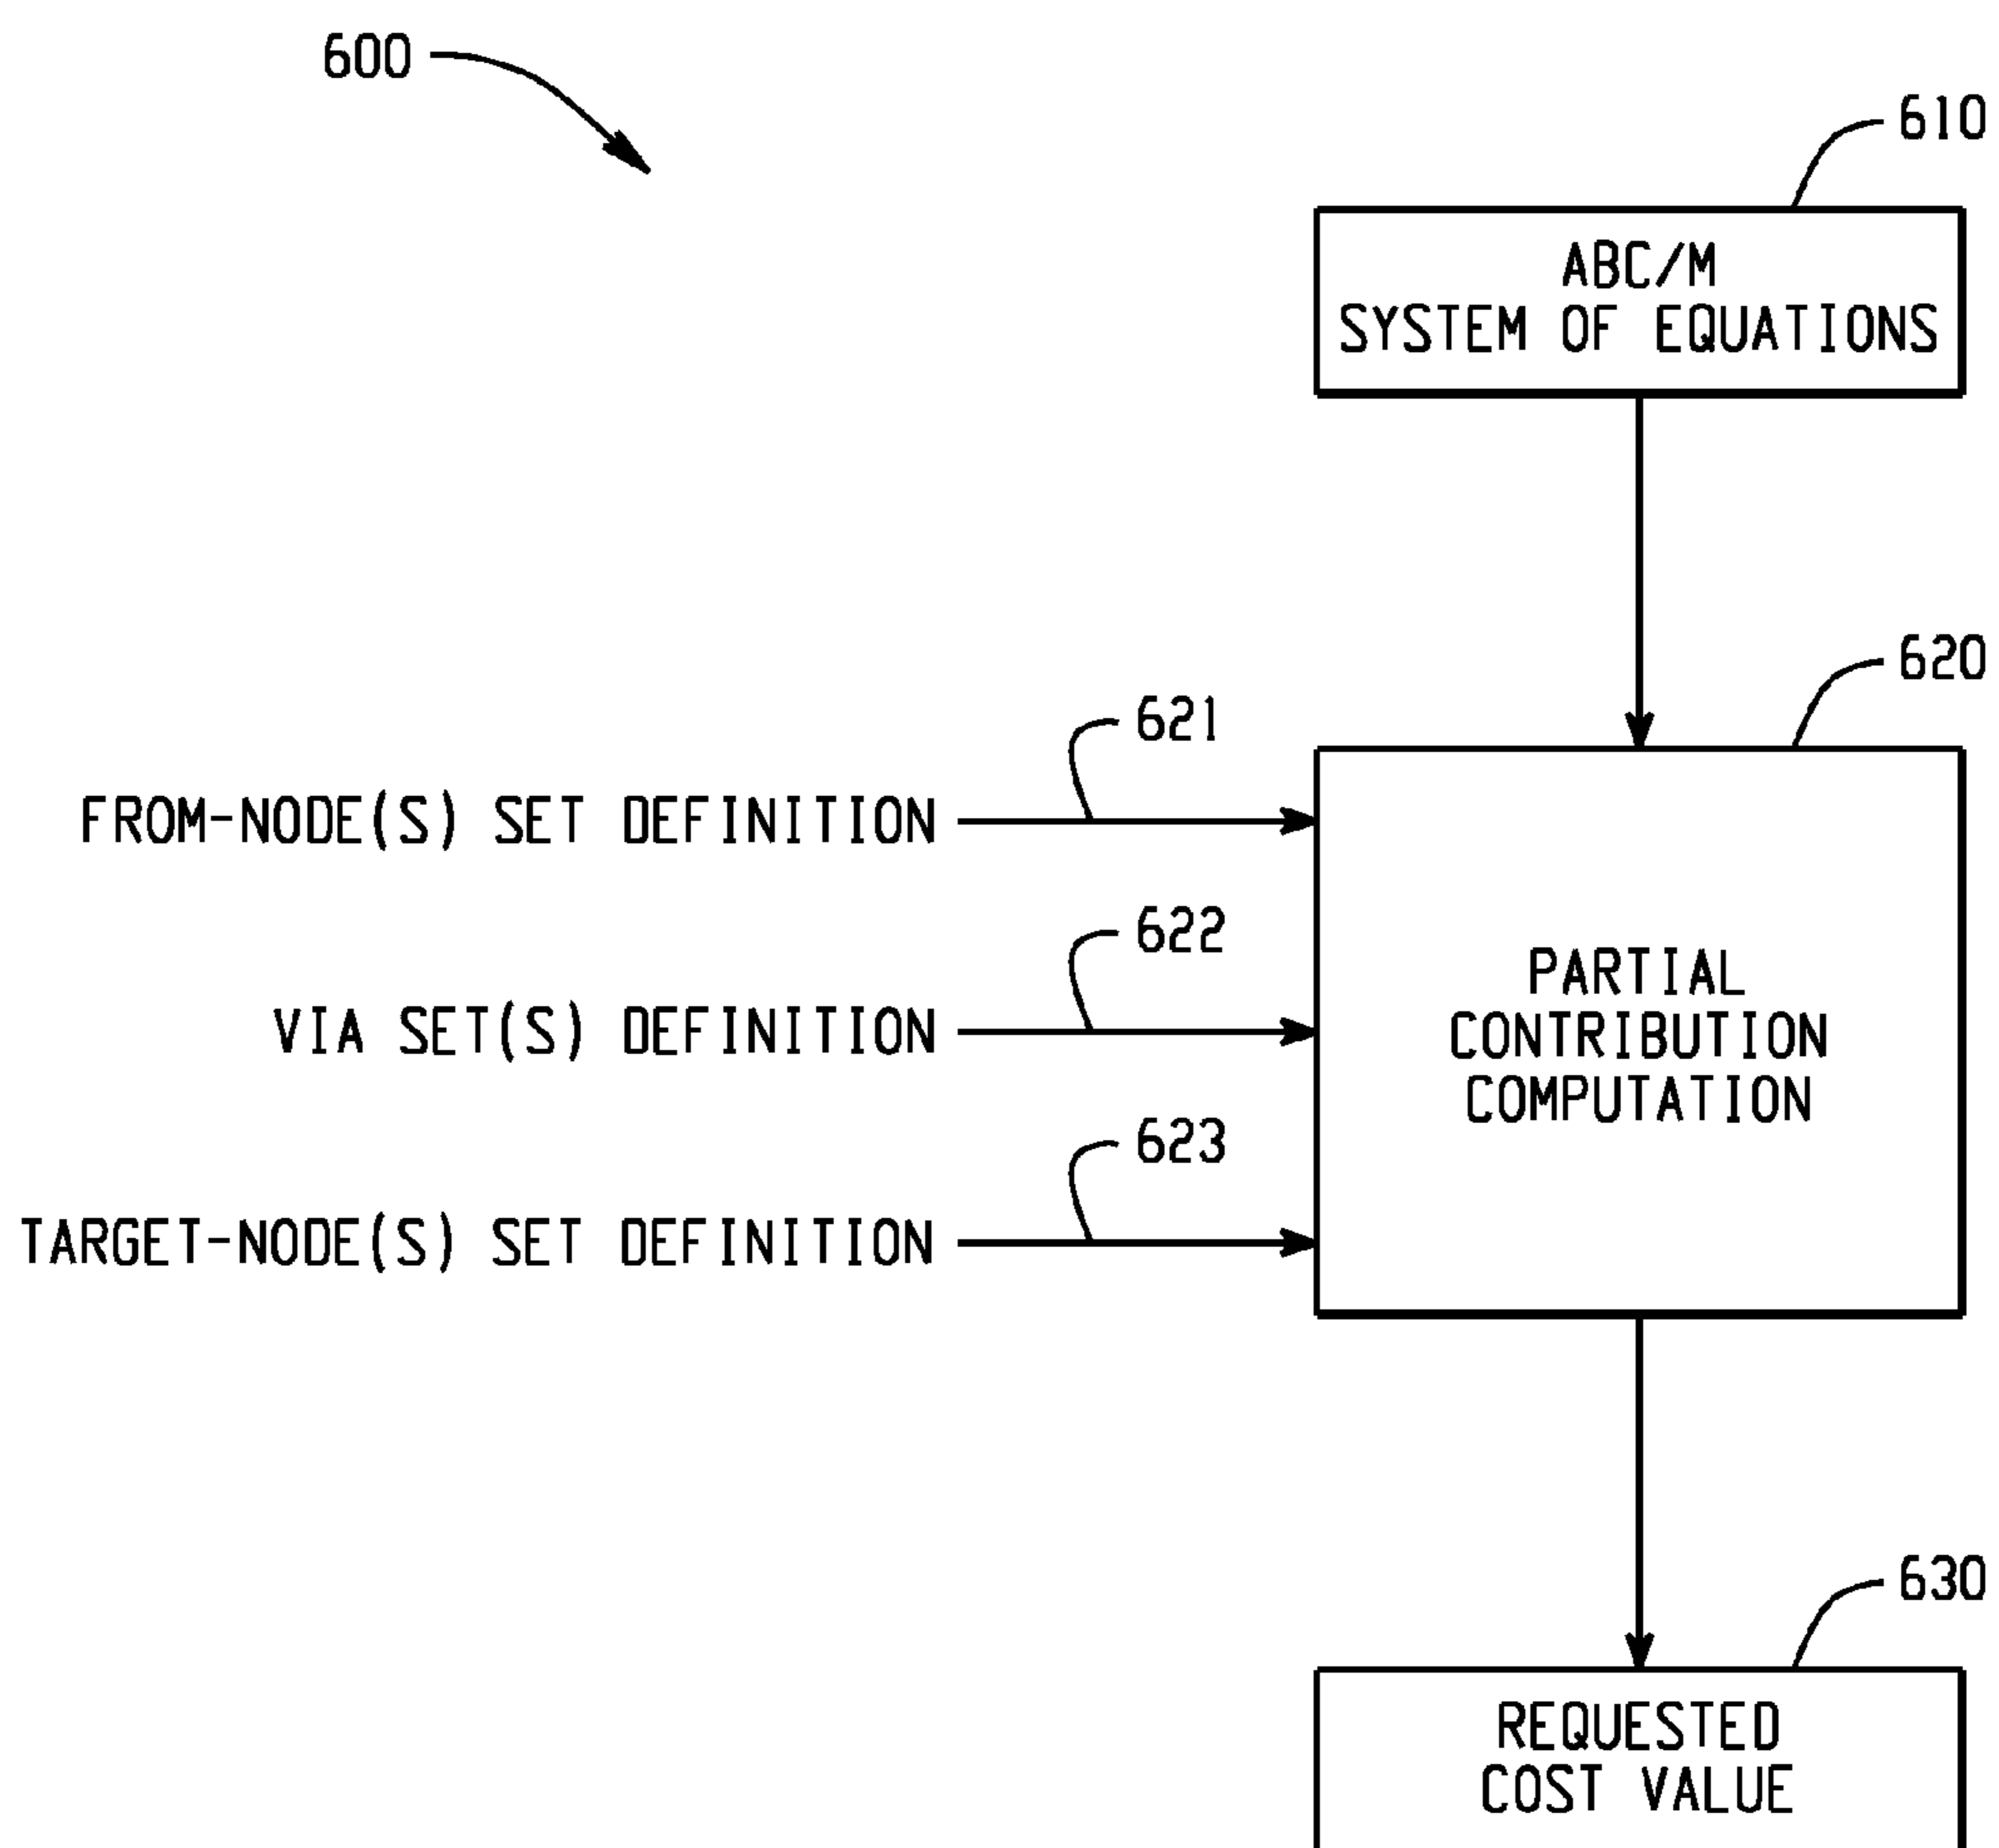 600
610
ABC/M
SYSTEM OF EQUATIONS
620
621
FROM-NODE(S) SET DEFINITION
622
VIA SET(S) DEFINITION
PARTIAL
CONTRIBUTION
COMPUTATION
623
TARGET-NODE(S) SET DEFINITION
630
REQUESTED
COST VALUE